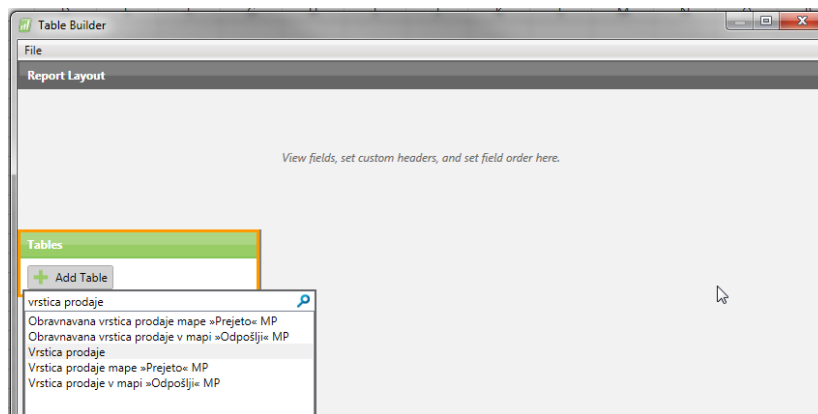 Table Builder
File
Report Layout
View fields, set custom headers, and set field order here.
Tables
Add Table
vrstica prodaje
Obravnavana vrstica prodaje mape »Prejeto« MP
Obravnavana vrstica prodaje v mapi »Odpošlji« MP
Vrstica prodaje
Vrstica prodaje mape »Prejeto« MP
Vrstica prodaje v mapi »Odpošlji« MP